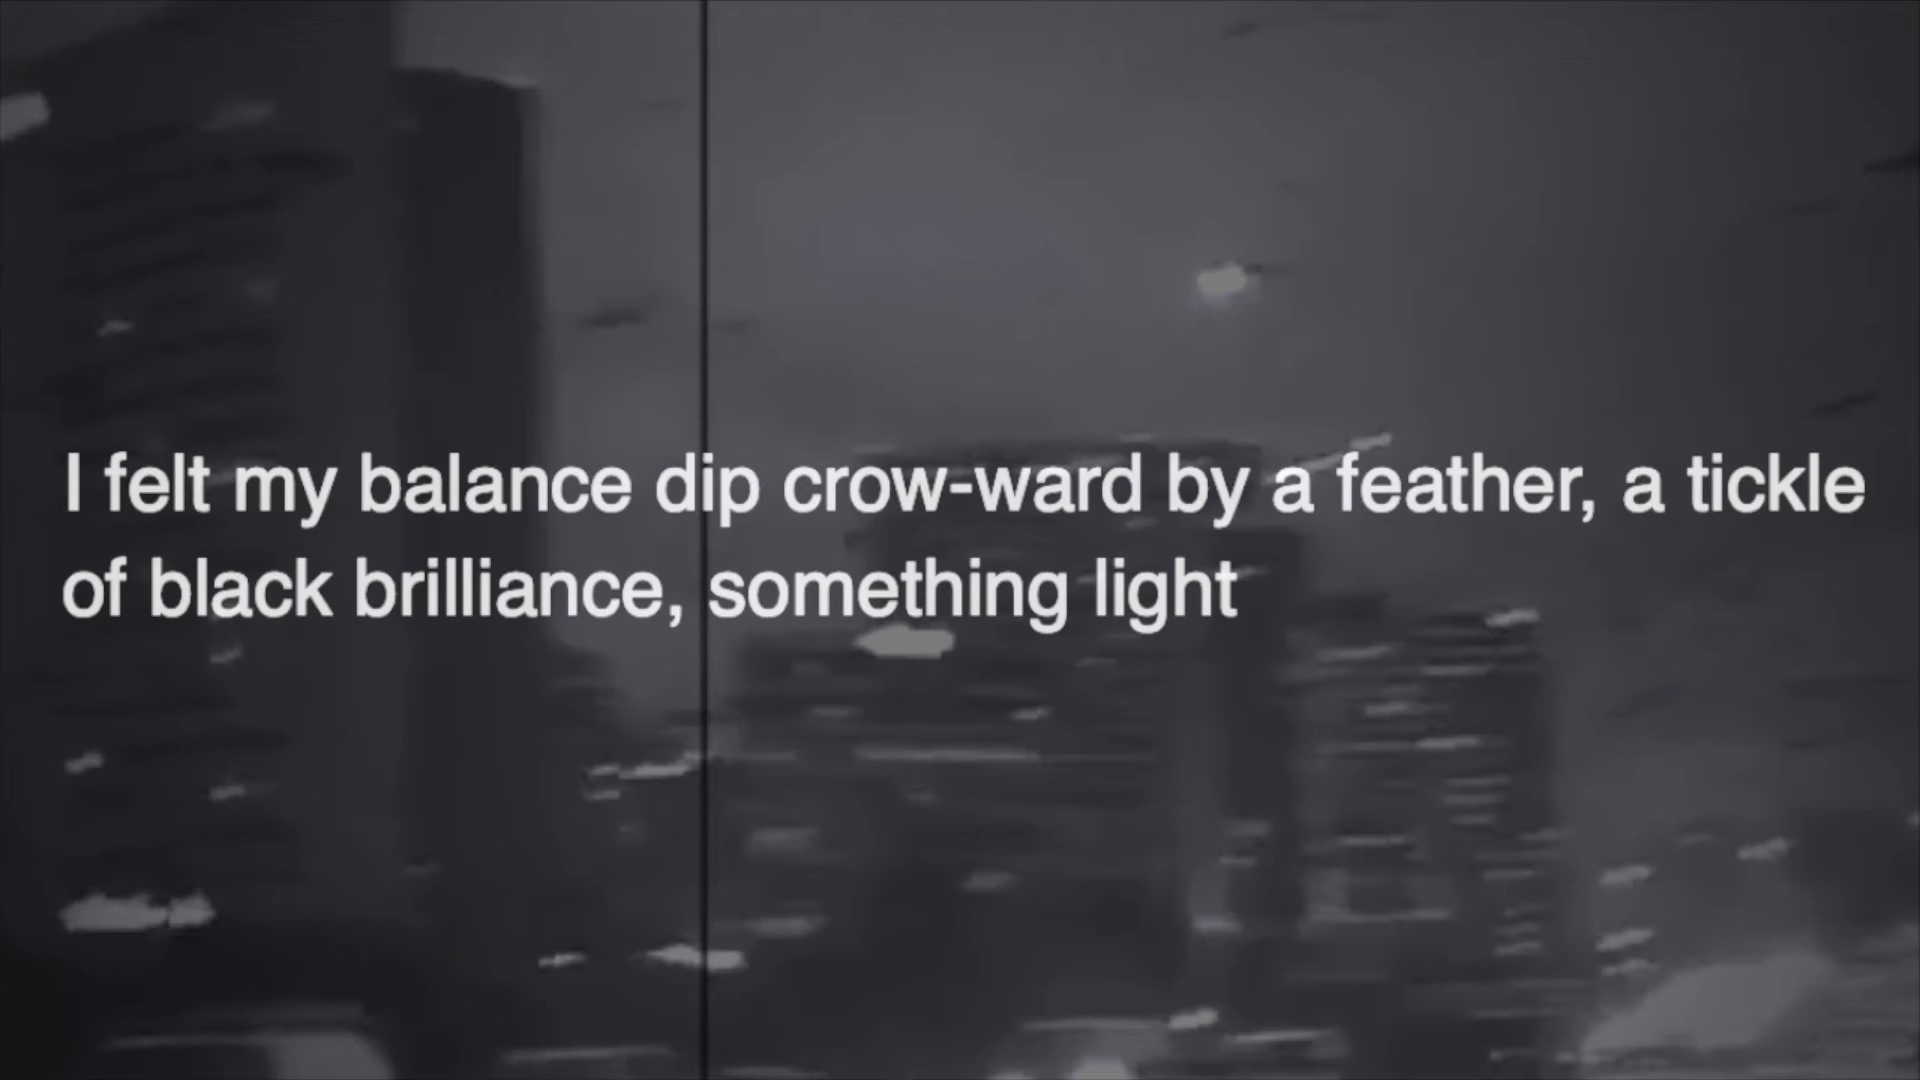 I felt my balance dip crow-ward by a feather, a tickle
of black brilliance, something light